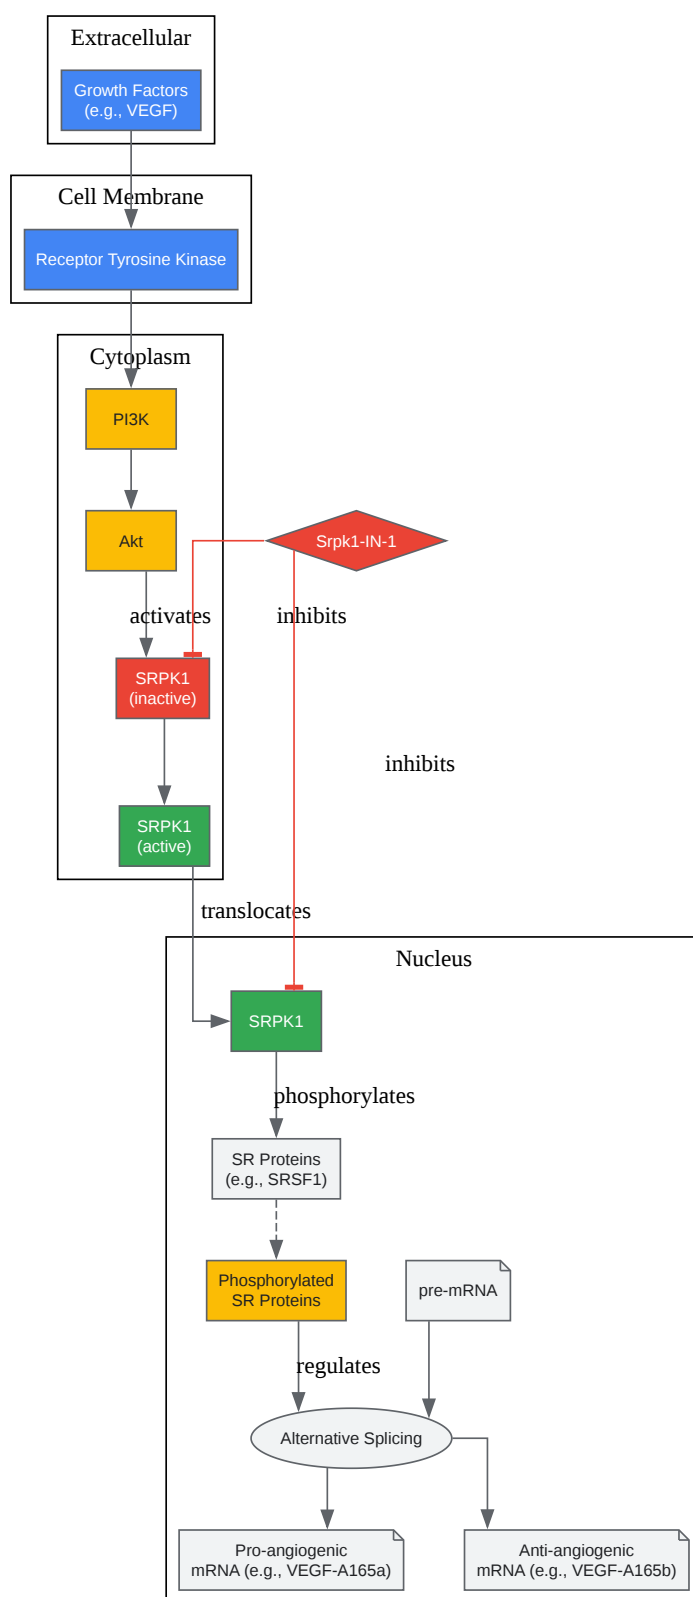 Extracellular
Growth Factors
(e.g., VEGF)
Cell Membrane
Receptor Tyrosine Kinase
Cytoplasm
PI3K
Akt
Srpk1-IN-1
activates
inhibits
SRPK1
(inactive)
inhibits
SRPK1
(active)
translocates
Nucleus
SRPK1
phosphorylates
SR Proteins
(e.g., SRSF1)
Phosphorylated
SR Proteins
pre-mRNA
regulates
Alternative Splicing
Pro-angiogenic
mRNA (e.g., VEGF-A165a)
Anti-angiogenic
mRNA (e.g., VEGF-A165b)